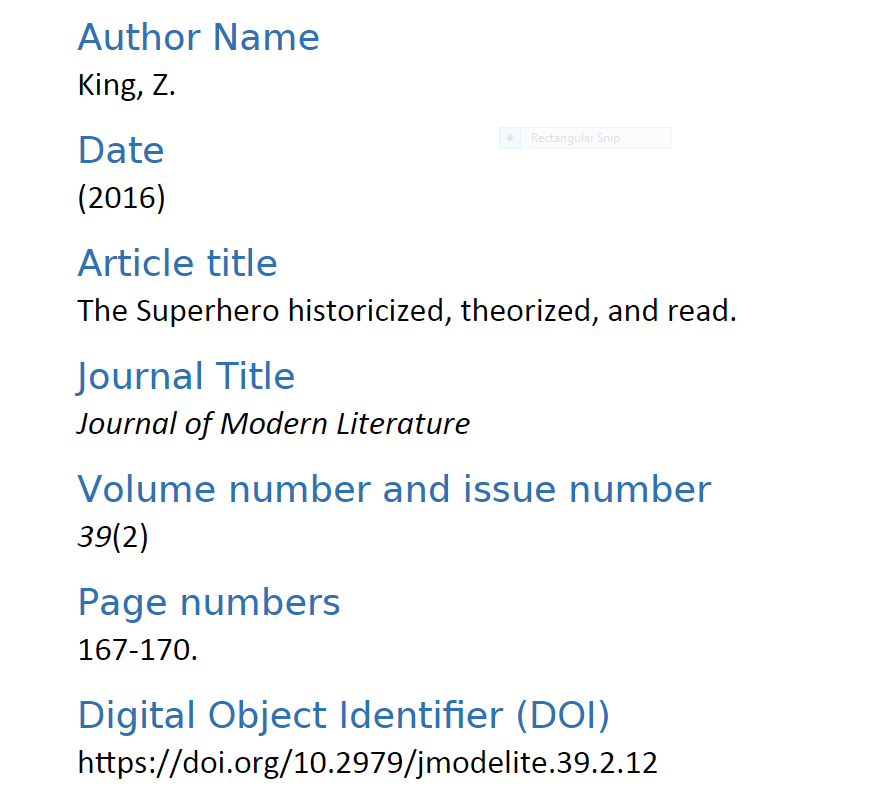 Author Name
King, Z.
Rectangular Snip
Date
(2016)
Article title
The Superhero historicized, theorized, and read.
Journal Title
Journal of Modern Literature
Volume number and issue number
39(2)
Page numbers
167-170.
Digital Object Identifier (DOI)
https://doi.org/10.2979/jmodelite.39.2.12